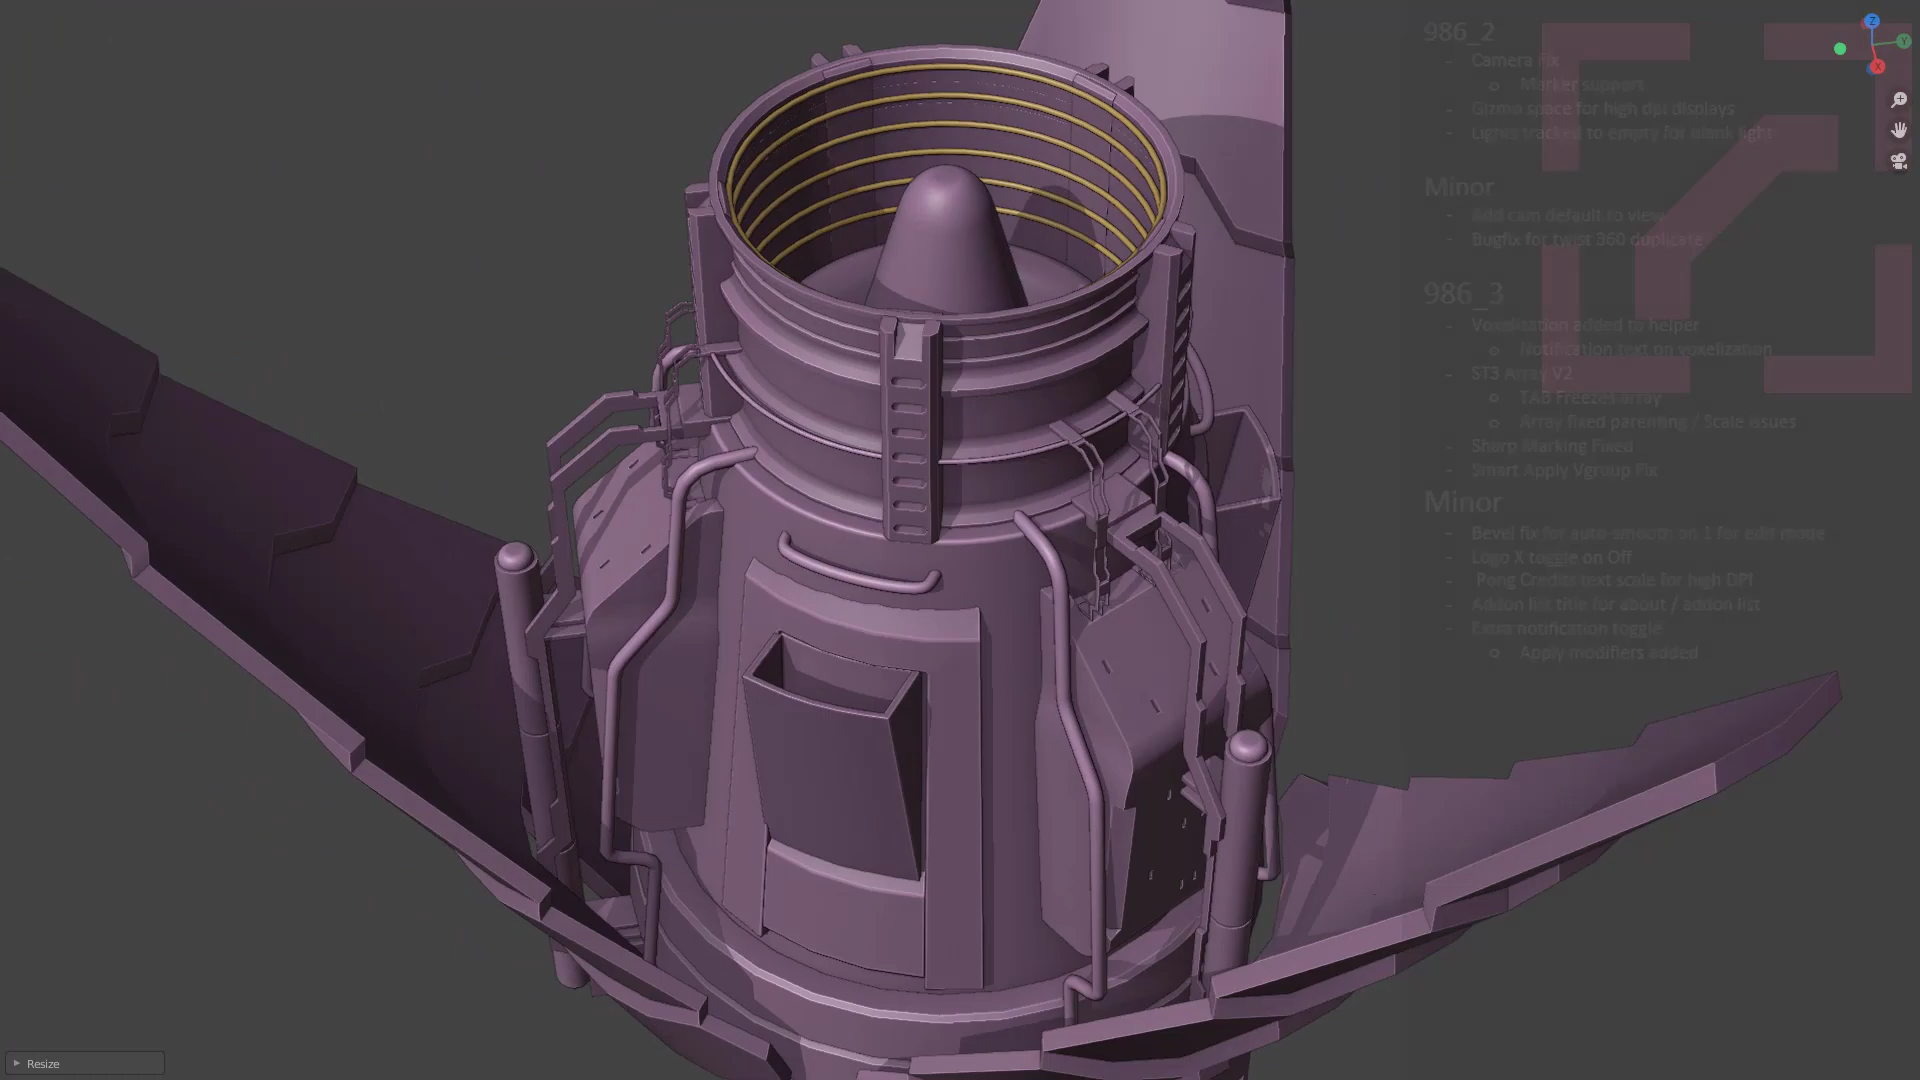 986_2
- Camera Fix
o Marker support
- Gizmo space for high dpi displays
- Lights tracked to empty for blank light
Minor
- Add cam default to view
- Bugfix for twist 360 duplicate
986_3
- Voxelization added to helper
o Notification text on voxelization
- ST3 Array V2
o TAB Freezes array
o Array fixed parenting / Scale issues
- Sharp Marking Fixed
- Smart Apply Vgroup Fix
Minor
- Bevel fix for auto-smooth on 1 for edit mode
- Logo X toggle on Off
- Pong Credits text scale for high DPI
- Addon list title for about / addon list
- Extra notification toggle
o Apply modifiers added
Z
Y
X
Resize